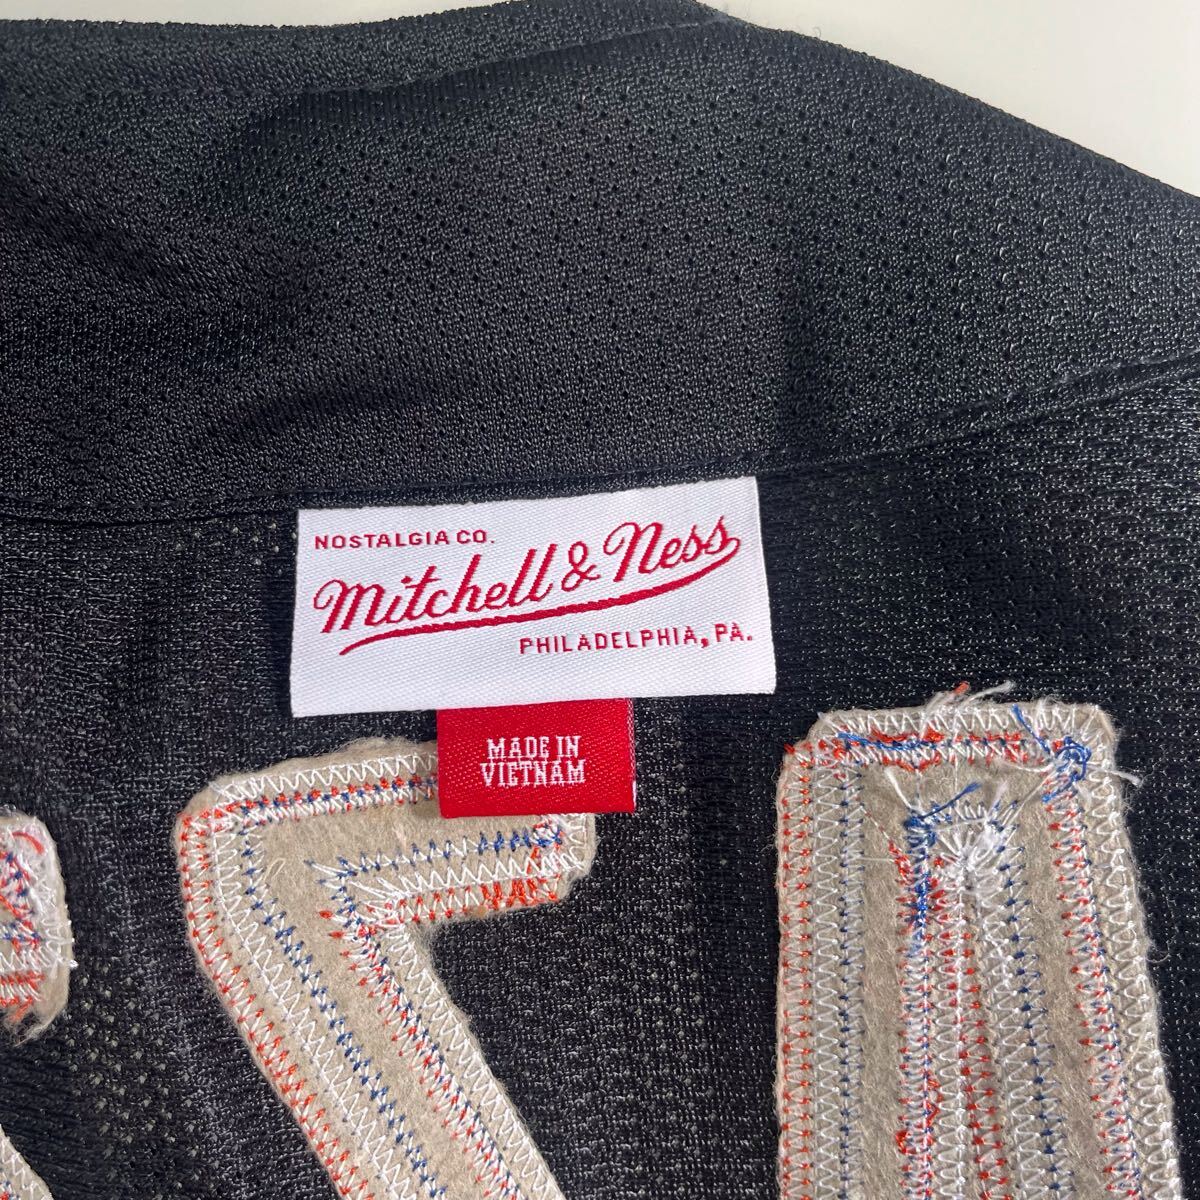 NOSTALGIA CO.
Mitchell & Ness
PHILADELPHIA, PA.
MADE IN
VIETNAM